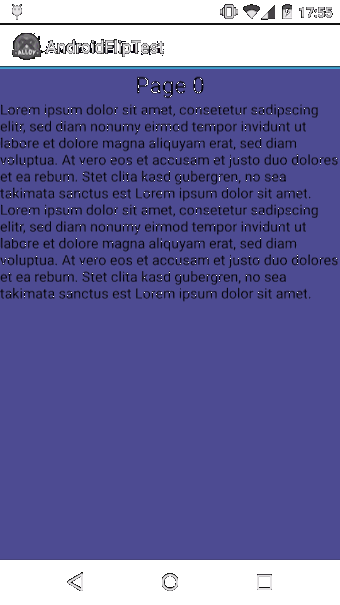 17:55
ALLOY
AndroidFlipTest
Page 0
Lorem ipsum dolor sit amet, consetetur sadipscing
elitr, sed diam nonumy eirmod tempor invidunt ut
labore et dolore magna aliquyam erat, sed diam
voluptua. At vero eos et accusam et justo duo dolores
et ea rebum. Stet clita kasd gubergren, no sea
takimata sanctus est Lorem ipsum dolor sit amet.
Lorem ipsum dolor sit amet, consetetur sadipscing
elitr, sed diam nonumy eirmod tempor invidunt ut
labore et dolore magna aliquyam erat, sed diam
voluptua. At vero eos et accusam et justo duo dolores
et ea rebum. Stet clita kasd gubergren, no sea
takimata sanctus est Lorem ipsum dolor sit amet.